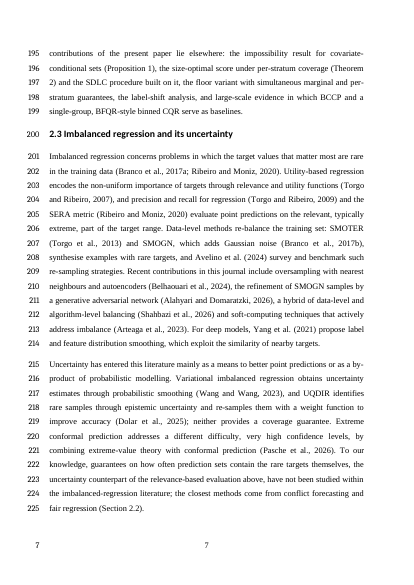 195 contributions of the present paper lie elsewhere: the impossibility result for covariate-
196 conditional sets (Proposition 1), the size-optimal score under per-stratum coverage (Theorem
197 2) and the SDLC procedure built on it, the floor variant with simultaneous marginal and per-
198 stratum guarantees, the label-shift analysis, and large-scale evidence in which BCCP and a
199 single-quantile, BFQR-style binned CQR serve as baselines.
200 2.3 Imbalanced regression and its uncertainty
201 Imbalanced regression concerns problems in which the target values that matter most are rare
202 in the training data (Branco et al., 2017a; Ribeiro and Moniz, 2020). Utility-based regression
203 encodes the non-uniform importance of targets through relevance and utility functions (Torgo
204 and Ribeiro, 2007), and precision and recall for regression (Torgo and Ribeiro, 2009) and the
205 SERA metric (Ribeiro and Moniz, 2020) evaluate point predictions on the relevant, typically
206 extreme, part of the target range. Data-level methods re-balance the training set: SMOTER
207 (Torgo et al., 2013) and SMOGN, which adds Gaussian noise (Branco et al., 2017b),
208 synthesise examples with rare targets, and Avelino et al. (2024) survey and benchmark such
209 re-sampling strategies. Recent contributions in this journal include oversampling with nearest
210 neighbours and autoencoders (Belhaouari et al., 2024), the refinement of SMOGN samples by
211 a generative adversarial network (Alahyari and Domaratzki, 2026), a hybrid of data-level and
212 algorithm-level balancing (Shahbazi et al., 2026) and soft-computing techniques that actively
213 address imbalance (Arteaga et al., 2023). For deep models, Yang et al. (2021) propose label
214 and feature distribution smoothing, which exploit the similarity of nearby targets.
215 Uncertainty has entered this literature mainly as a means to better point predictions or as a by-
216 product of probabilistic modelling. Variational imbalanced regression obtains uncertainty
217 estimates through probabilistic smoothing (Wang and Wang, 2023), and UQDIR identifies
218 rare samples through epistemic uncertainty and re-samples them with a weight function to
219 improve accuracy (Dolar et al., 2025); neither provides a coverage guarantee. Extreme
220 conformal prediction addresses a different difficulty, very high confidence levels, by
221 combining extreme-value theory with conformal prediction (Pasche et al., 2026). To our
222 knowledge, guarantees on how often prediction sets contain the rare targets themselves, the
223 uncertainty counterpart of the relevance-based evaluation above, have not been studied within
224 the imbalanced-regression literature; the closest methods come from conflict forecasting and
225 fair regression (Section 2.2).
7 7